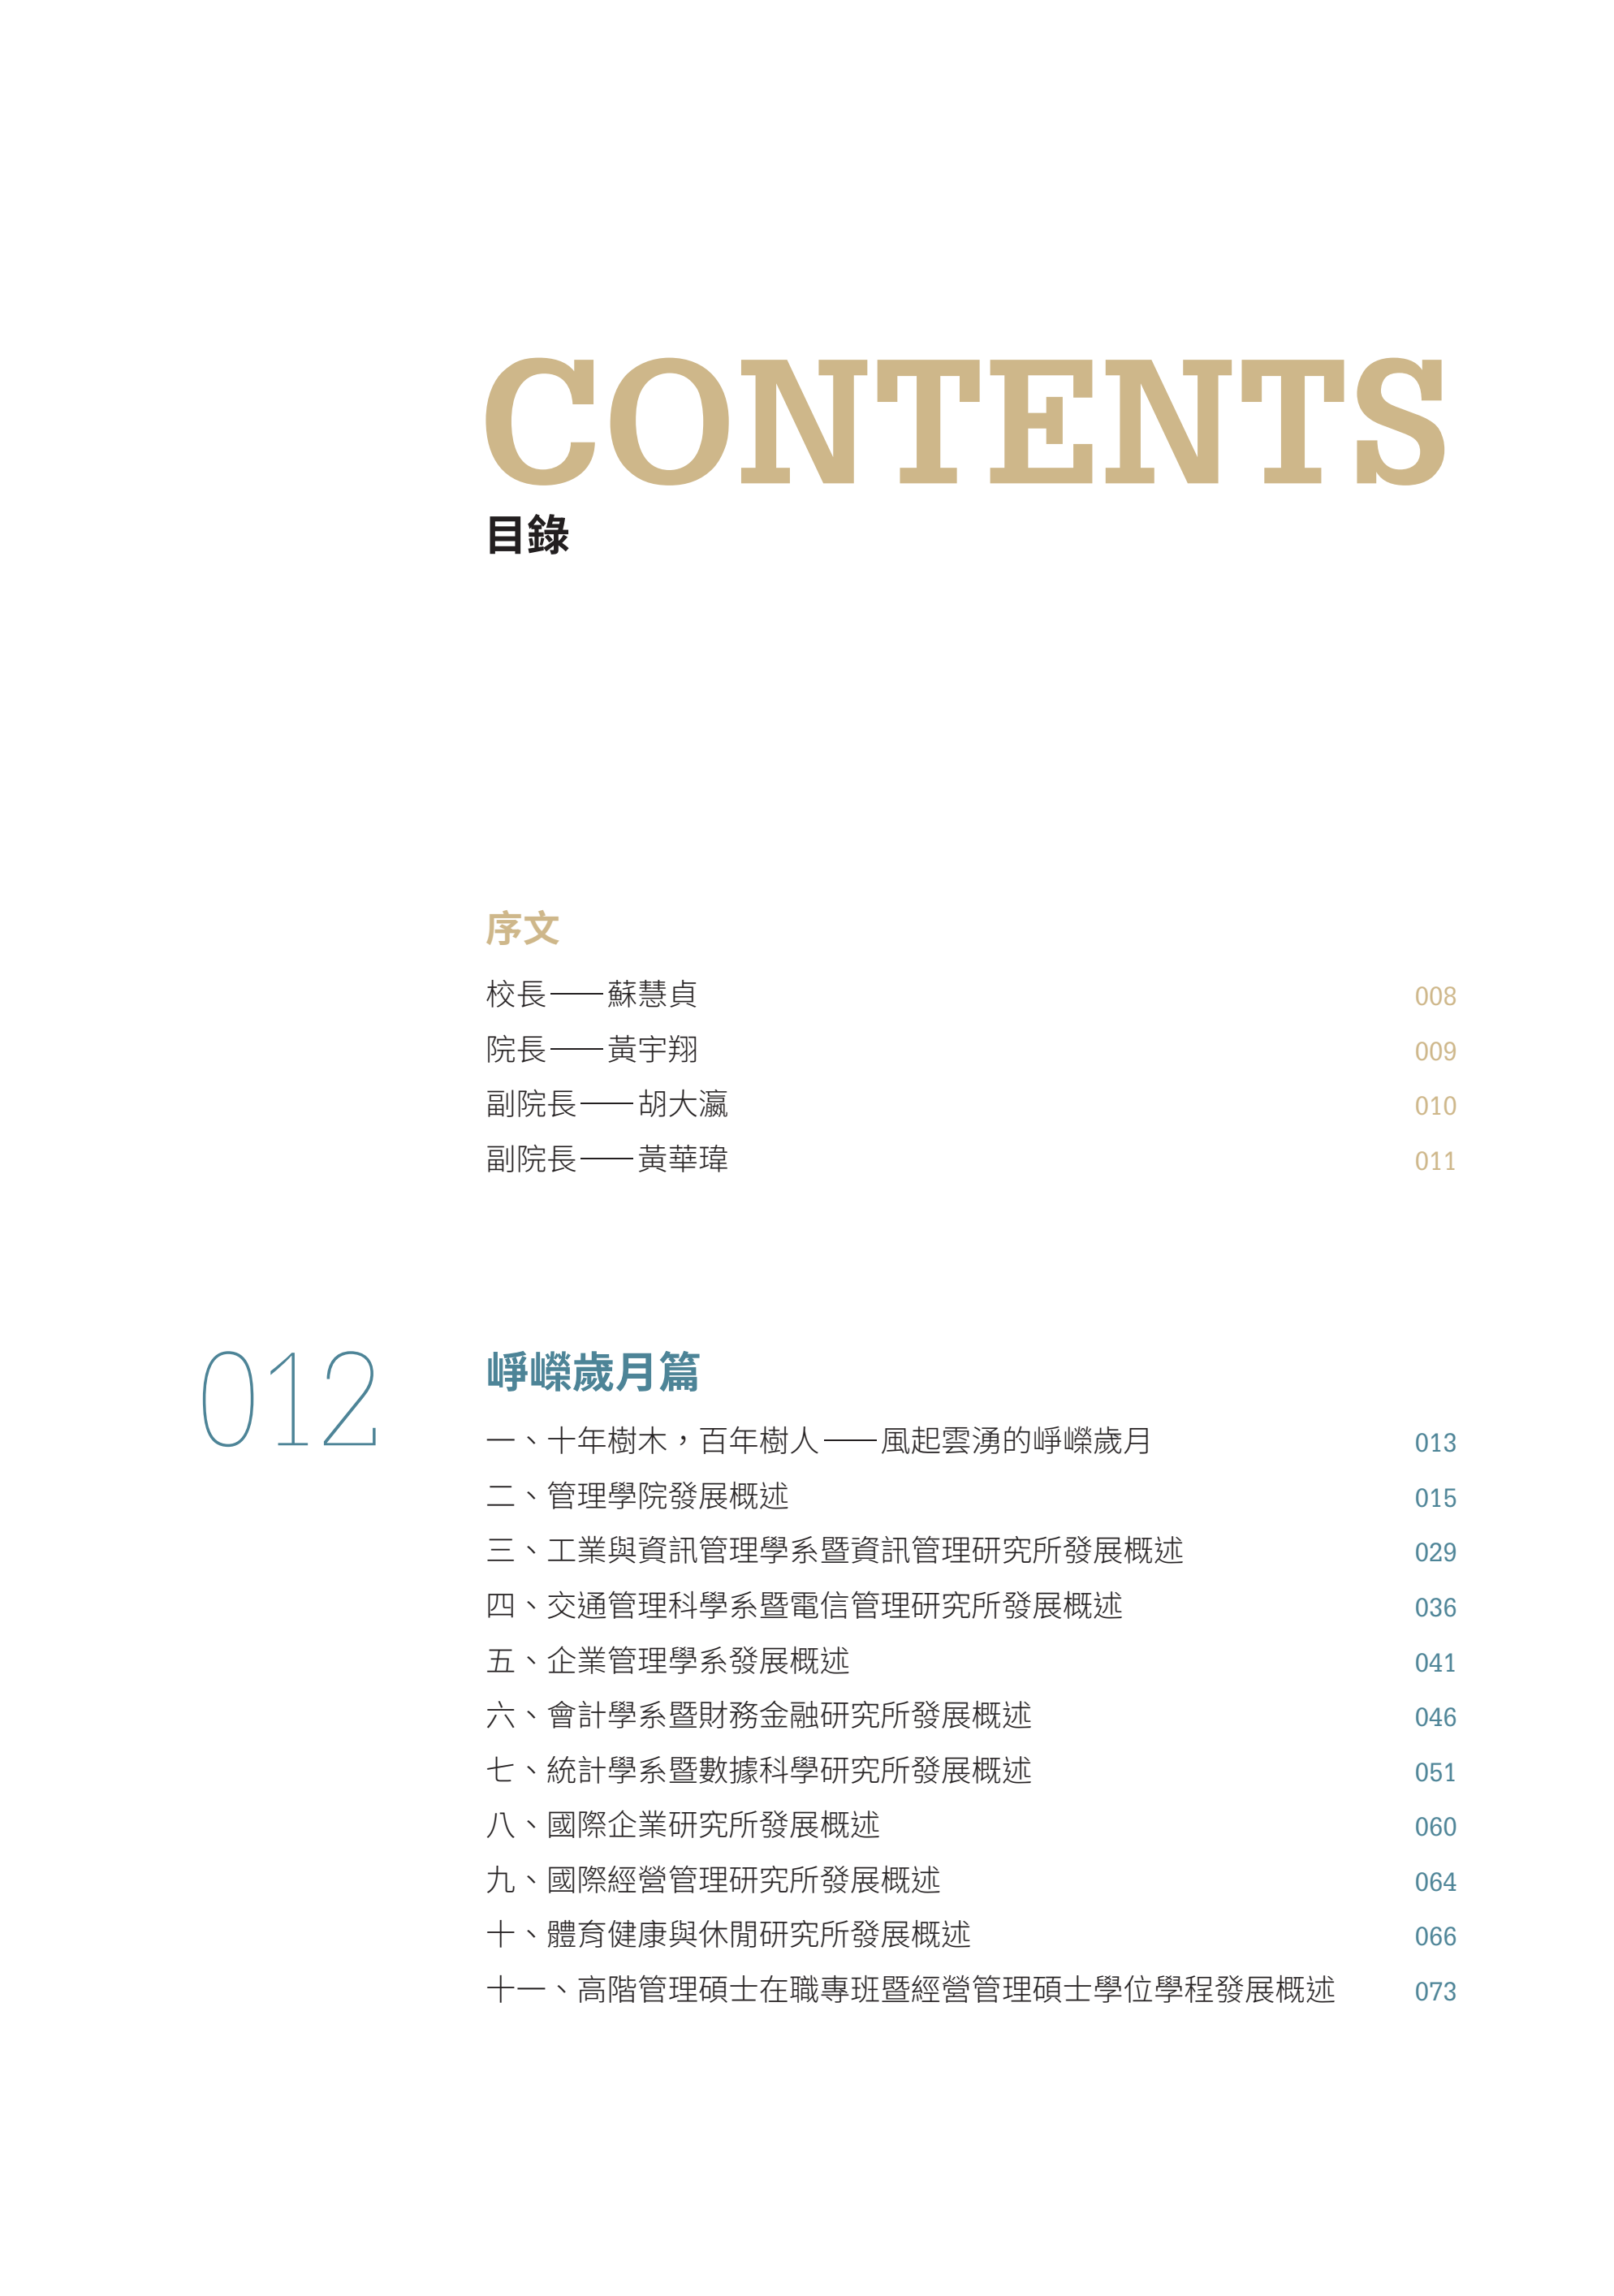 CONTENTS
目錄
序文
校長——蘇慧貞 008
院長——黃宇翔 009
副院長——胡大瀛 010
副院長——黃華瑋 011
012 崢嶸歲月篇
一、十年樹木，百年樹人——風起雲湧的崢嶸歲月 013
二、管理學院發展概述 015
三、工業與資訊管理學系暨資訊管理研究所發展概述 029
四、交通管理科學系暨電信管理研究所發展概述 036
五、企業管理學系發展概述 041
六、會計學系暨財務金融研究所發展概述 046
七、統計學系暨數據科學研究所發展概述 051
八、國際企業研究所發展概述 060
九、國際經營管理研究所發展概述 064
十、體育健康與休閒研究所發展概述 066
十一、高階管理碩士在職專班暨經營管理碩士學位學程發展概述 073